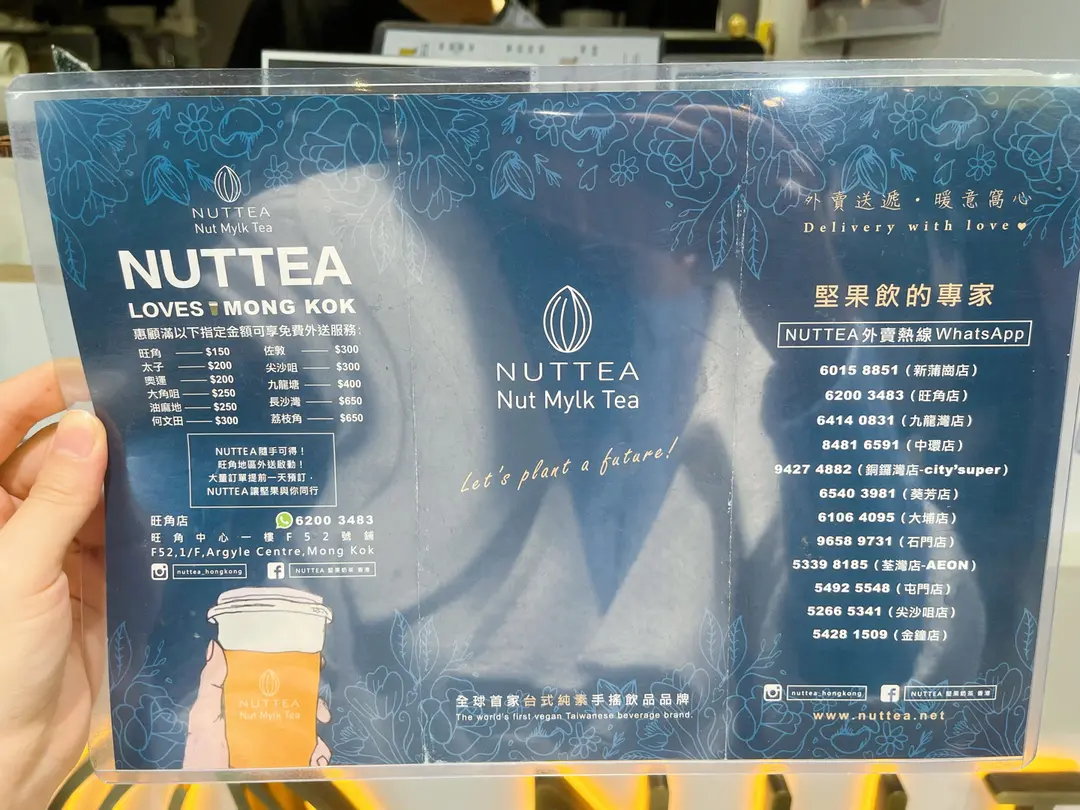 NUTTEA
Nut Mylk Tea
NUTTEA
LOVES MONG KOK
惠顧滿以下指定金額可享免費外送服務:
旺角 $150
太子 $200
奧運 $200
大角咀 $250
油麻地 $250
何文田 $300
佐敦 $300
尖沙咀 $300
九龍塘 $400
長沙灣 $650
荔枝角 $650
NUTTEA隨手可得!
旺角地區外送啟動!
大量訂單提前一天預訂,
NUTTEA讓堅果與你同行
旺角店 6200 3483
旺角中心一樓F52號鋪
F52,1/F,Argyle Centre,Mong Kok
nuttea_hongkong NUTTEA 堅果奶茶 香港
NUTTEA
Nut Mylk Tea
NUTTEA
Nut Mylk Tea
Let's plant a future!
全球首家台式純素手搖飲品品牌
The world's first vegan Taiwanese beverage brand.
外賣送遞・暖意窩心
Delivery with love
堅果飲的專家
NUTTEA外賣熱線WhatsApp
6015 8851(新蒲崗店)
6200 3483(旺角店)
6414 0831(九龍灣店)
8481 6591(中環店)
9427 4882(銅鑼灣店-city'super)
6540 3981(葵芳店)
6106 4095(大埔店)
9658 9731(石門店)
5339 8185(荃灣店-AEON)
5492 5548(屯門店)
5266 5341(尖沙咀店)
5428 1509(金鐘店)
nuttea_hongkong NUTTEA 堅果奶茶 香港
www.nuttea.net